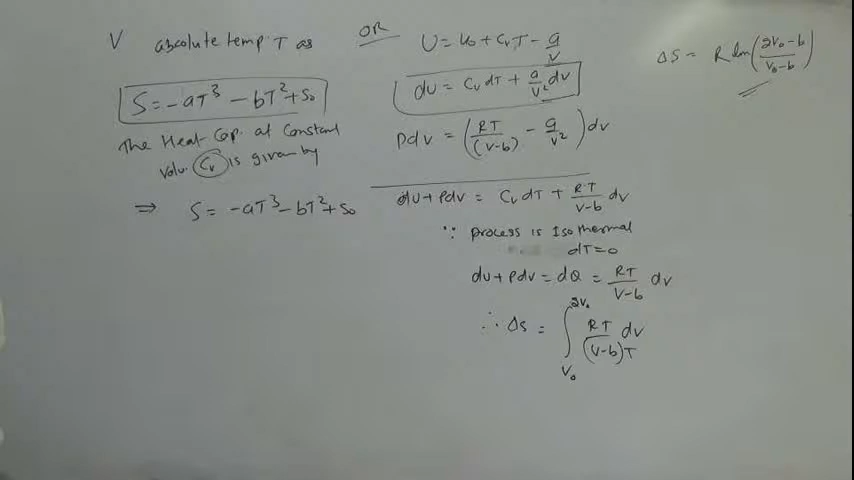 V absolute temp. T as
S = -aT³ - bT² + S₀
The Heat Cap. at Constant
volu. Cᵥ is given by
⇒ S = -aT³ - bT² + S₀
OR
U = U₀ + CᵥT - a/V
dU = Cᵥ dT + a/V² dV
PdV = (RT/(V-b) - a/V²) dV
dU + PdV = Cᵥ dT + RT/V-b dV
∵ process is Isothermal
dT = 0
dU + PdV = dQ = RT/V-b dV
∴ ΔS = ∫_{V₀}^{2V₀} RT/(V-b)T dV
ΔS = R ln(2V₀-b/V₀-b)